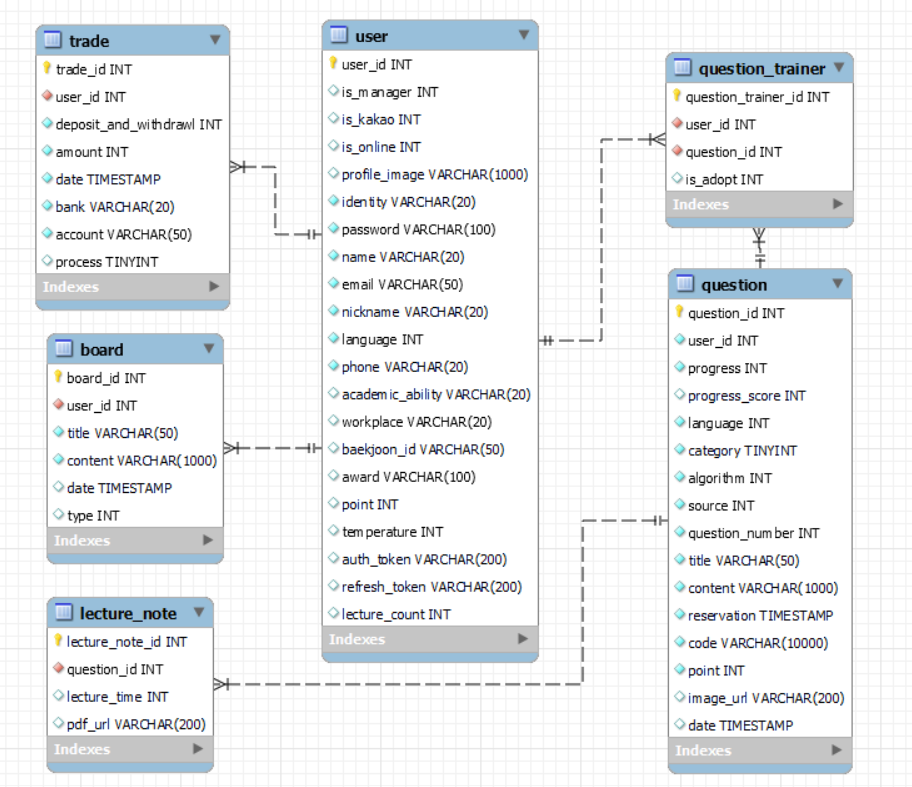 trade
trade_id INT
user_id INT
deposit_and_withdrawl INT
amount INT
date TIMESTAMP
bank VARCHAR(20)
account VARCHAR(50)
process TINYINT
Indexes
board
board_id INT
user_id INT
title VARCHAR(50)
content VARCHAR(1000)
date TIMESTAMP
type INT
Indexes
lecture_note
lecture_note_id INT
question_id INT
lecture_time INT
pdf_url VARCHAR(200)
Indexes
user
user_id INT
is_manager INT
is_kakao INT
is_online INT
profile_image VARCHAR(1000)
identity VARCHAR(20)
password VARCHAR(100)
name VARCHAR(20)
email VARCHAR(50)
nickname VARCHAR(20)
language INT
phone VARCHAR(20)
academic_ability VARCHAR(20)
workplace VARCHAR(20)
baekjoon_id VARCHAR(50)
award VARCHAR(100)
point INT
temperature INT
auth_token VARCHAR(200)
refresh_token VARCHAR(200)
lecture_count INT
Indexes
question_trainer
question_trainer_id INT
user_id INT
question_id INT
is_adopt INT
Indexes
question
question_id INT
user_id INT
progress INT
progress_score INT
language INT
category TINYINT
algorithm INT
source INT
question_number INT
title VARCHAR(50)
content VARCHAR(1000)
reservation TIMESTAMP
code VARCHAR(10000)
point INT
image_url VARCHAR(200)
date TIMESTAMP
Indexes